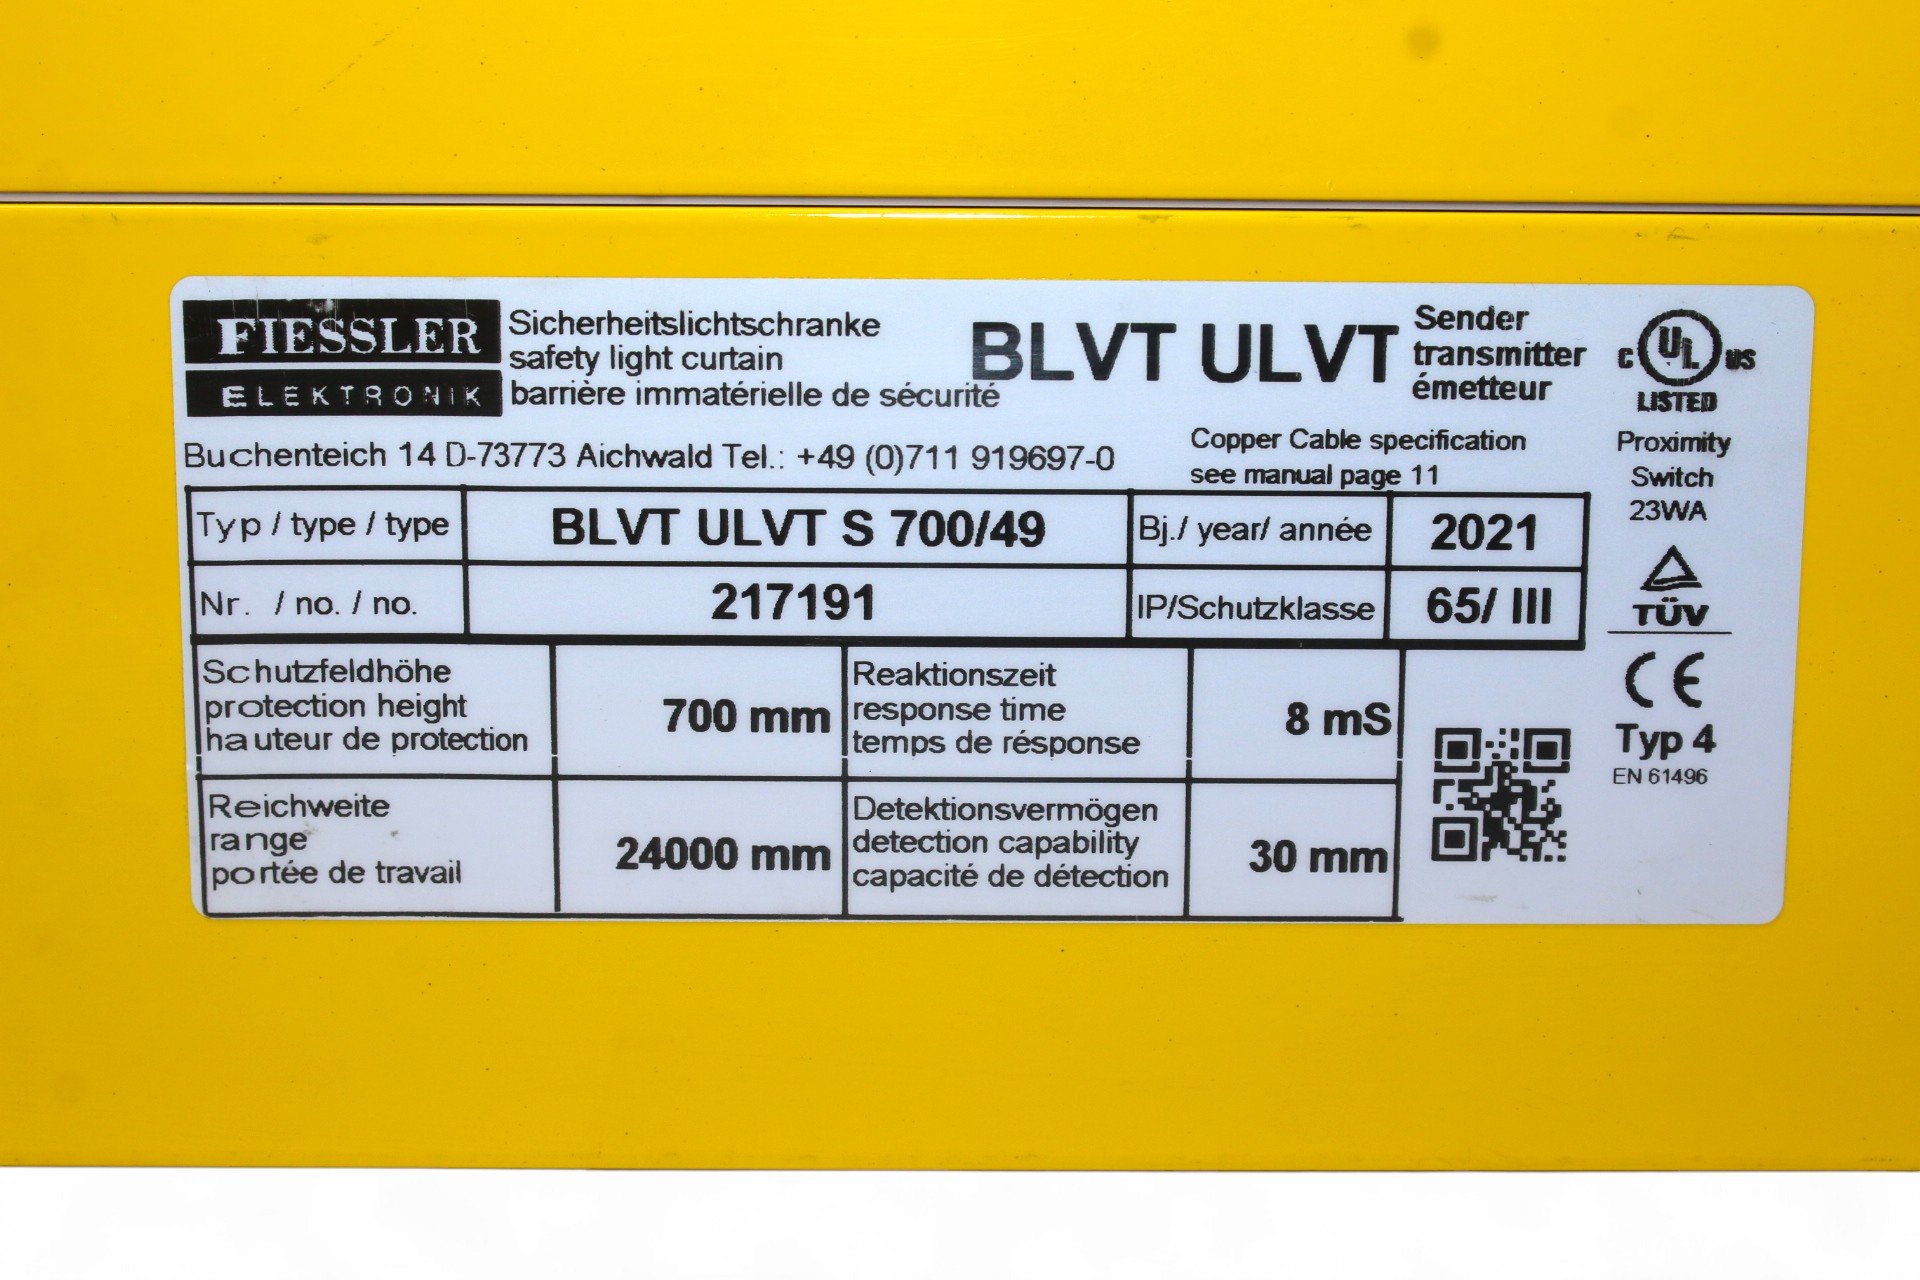 FIESSLER
ELEKTRONIK
Sicherheitslichtschranke
safety light curtain
barrière immatérielle de sécurité
BLVT ULVT
Sender
transmitter
émetteur
C UL US
LISTED
Buchenteich 14 D-73773 Aichwald Tel.: +49 (0)711 919697-0
Copper Cable specification
see manual page 11
Proximity
Switch
23WA
Typ / type / type
BLVT ULVT S 700/49
Bj./ year/ année
2021
Nr. / no. / no.
217191
IP/Schutzklasse
65/ III
TÜV
CE
Typ 4
EN 61496
Schutzfeldhöhe
protection height
hauteur de protection
700 mm
Reaktionszeit
response time
temps de résponse
8 mS
Reichweite
range
portée de travail
24000 mm
Detektionsvermögen
detection capability
capacité de détection
30 mm